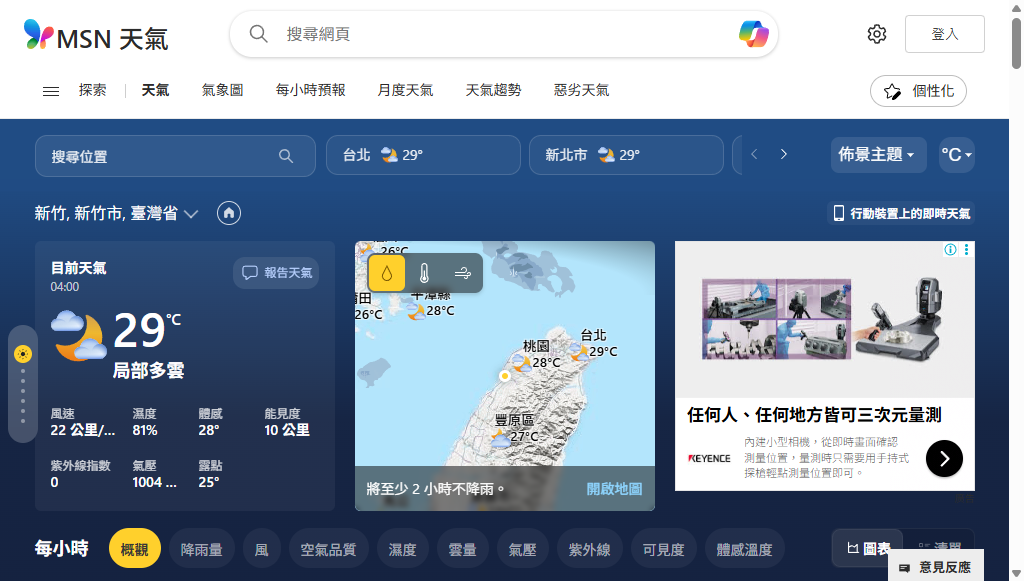 MSN 天氣
搜尋網頁
登入
探索
天氣
氣象圖
每小時預報
月度天氣
天氣趨勢
惡劣天氣
個性化
搜尋位置
台北 29°
新北市 29°
佈景主題
°C
新竹, 新竹市, 臺灣省
行動裝置上的即時天氣
目前天氣
04:00
報告天氣
29°C
局部多雲
風速
22 公里/...
濕度
81%
體感
28°
能見度
10 公里
紫外線指數
0
氣壓
1004 ...
露點
25°
26°C
平潭縣
28°C
莆田
26°C
台北
29°C
桃園
28°C
豐原區
27°C
將至少 2 小時不降雨。
開啟地圖
任何人、任何地方皆可三次元量測
KEYENCE
內建小型相機，從即時畫面確認
測量位置，量測時只需要用手持式
探槍輕點測量位置即可。
每小時
概觀
降雨量
風
空氣品質
濕度
雲量
氣壓
紫外線
可見度
體感溫度
圖表
清單
意見反應